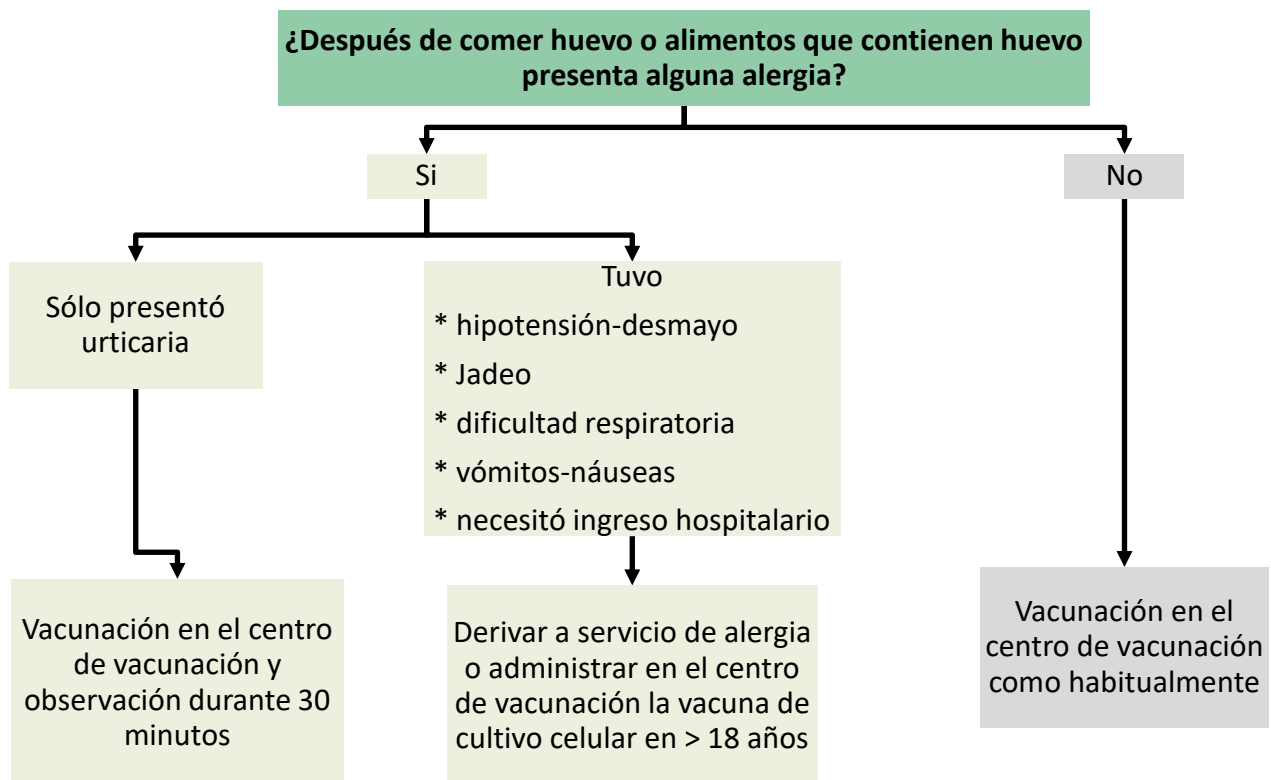 ¿Después de comer huevo o alimentos que contienen huevo
presenta alguna alergia?
Si
No
Sólo presentó
urticaria
Tuvo
* hipotensión-desmayo
* Jadeo
* dificultad respiratoria
* vómitos-náuseas
* necesitó ingreso hospitalario
Vacunación en el centro
de vacunación y
observación durante 30
minutos
Derivar a servicio de alergia
o administrar en el centro
de vacunación la vacuna de
cultivo celular en > 18 años
Vacunación en el
centro de vacunación
como habitualmente